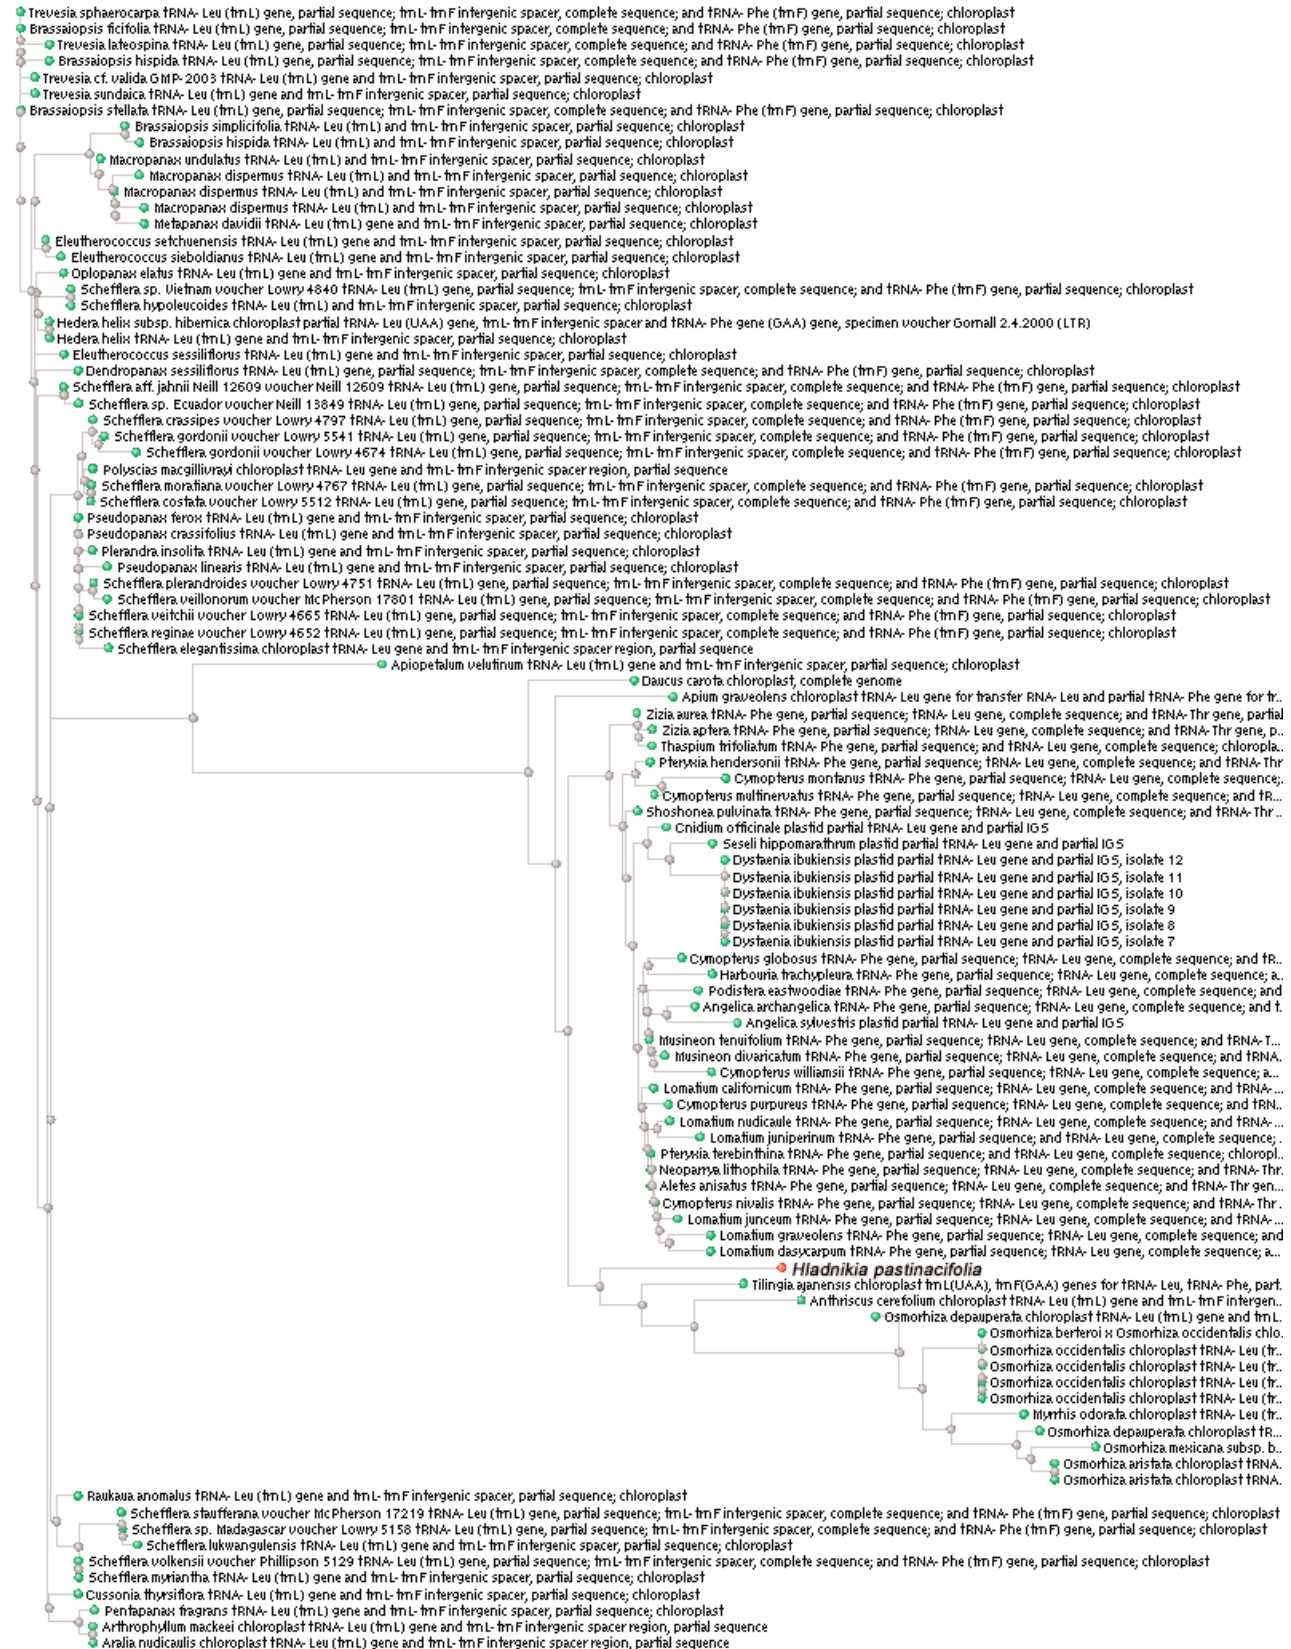 Trevesia sphaerocarpa tRNA-Leu (trnL) gene, partial sequence; trnL-trnF intergenic spacer, complete sequence; and tRNA-Phe (trnF) gene, partial sequence; chloroplast
Brassaiopsis ficifolia tRNA-Leu (trnL) gene, partial sequence; trnL-trnF intergenic spacer, complete sequence; and tRNA-Phe (trnF) gene, partial sequence; chloroplast
Trevesia lateospina tRNA-Leu (trnL) gene, partial sequence; trnL-trnF intergenic spacer, complete sequence; and tRNA-Phe (trnF) gene, partial sequence; chloroplast
Brassaiopsis hispida tRNA-Leu (trnL) gene, partial sequence; trnL-trnF intergenic spacer, complete sequence; and tRNA-Phe (trnF) gene, partial sequence; chloroplast
Trevesia cf. valida GMP-2003 tRNA-Leu (trnL) gene and trnL-trnF intergenic spacer, partial sequence; chloroplast
Trevesia sundaica tRNA-Leu (trnL) gene and trnL-trnF intergenic spacer, partial sequence; chloroplast
Brassaiopsis stellata tRNA-Leu (trnL) gene, partial sequence; trnL-trnF intergenic spacer, complete sequence; and tRNA-Phe (trnF) gene, partial sequence; chloroplast
Brassaiopsis simplicifolia tRNA-Leu (trnL) and trnL-trnF intergenic spacer, partial sequence; chloroplast
Brassaiopsis hispida tRNA-Leu (trnL) and trnL-trnF intergenic spacer, partial sequence; chloroplast
Macropanax undulatus tRNA-Leu (trnL) and trnL-trnF intergenic spacer, partial sequence; chloroplast
Macropanax dispermus tRNA-Leu (trnL) and trnL-trnF intergenic spacer, partial sequence; chloroplast
Macropanax dispermus tRNA-Leu (trnL) and trnL-trnF intergenic spacer, partial sequence; chloroplast
Macropanax dispermus tRNA-Leu (trnL) and trnL-trnF intergenic spacer, partial sequence; chloroplast
Metapanax davidii tRNA-Leu (trnL) gene and trnL-trnF intergenic spacer, partial sequence; chloroplast
Eleutherococcus setchuenensis tRNA-Leu (trnL) gene and trnL-trnF intergenic spacer, partial sequence; chloroplast
Eleutherococcus sieboldianus tRNA-Leu (trnL) gene and trnL-trnF intergenic spacer, partial sequence; chloroplast
Oplopanax elatus tRNA-Leu (trnL) gene and trnL-trnF intergenic spacer, partial sequence; chloroplast
Schefflera sp. Vietnam voucher Lowry 4840 tRNA-Leu (trnL) gene, partial sequence; trnL-trnF intergenic spacer, complete sequence; and tRNA-Phe (trnF) gene, partial sequence; chloroplast
Schefflera hypoleucoides tRNA-Leu (trnL) and trnL-trnF intergenic spacer, partial sequence; chloroplast
Hedera helix subsp. hibernica chloroplast partial tRNA-Leu (UAA) gene, trnL-trnF intergenic spacer and tRNA-Phe gene (GAA) gene, specimen voucher Gornall 2.4.2000 (LTR)
Hedera helix tRNA-Leu (trnL) gene and trnL-trnF intergenic spacer, partial sequence; chloroplast
Eleutherococcus sessiliflorus tRNA-Leu (trnL) gene and trnL-trnF intergenic spacer, partial sequence; chloroplast
Dendropanax sessiliflorus tRNA-Leu (trnL) gene, partial sequence; trnL-trnF intergenic spacer, complete sequence; and tRNA-Phe (trnF) gene, partial sequence; chloroplast
Schefflera aff. jahnii Neill 12609 voucher Neill 12609 tRNA-Leu (trnL) gene, partial sequence; trnL-trnF intergenic spacer, complete sequence; and tRNA-Phe (trnF) gene, partial sequence; chloroplast
Schefflera sp. Ecuador voucher Neill 13849 tRNA-Leu (trnL) gene, partial sequence; trnL-trnF intergenic spacer, complete sequence; and tRNA-Phe (trnF) gene, partial sequence; chloroplast
Schefflera crassipes voucher Lowry 4797 tRNA-Leu (trnL) gene, partial sequence; trnL-trnF intergenic spacer, complete sequence; and tRNA-Phe (trnF) gene, partial sequence; chloroplast
Schefflera gordonii voucher Lowry 5541 tRNA-Leu (trnL) gene, partial sequence; trnL-trnF intergenic spacer, complete sequence; and tRNA-Phe (trnF) gene, partial sequence; chloroplast
Schefflera gordonii voucher Lowry 4674 tRNA-Leu (trnL) gene, partial sequence; trnL-trnF intergenic spacer, complete sequence; and tRNA-Phe (trnF) gene, partial sequence; chloroplast
Polyscias macgillivrayi chloroplast tRNA-Leu gene and trnL-trnF intergenic spacer region, partial sequence
Schefflera moratiana voucher Lowry 4767 tRNA-Leu (trnL) gene, partial sequence; trnL-trnF intergenic spacer, complete sequence; and tRNA-Phe (trnF) gene, partial sequence; chloroplast
Schefflera costata voucher Lowry 5512 tRNA-Leu (trnL) gene, partial sequence; trnL-trnF intergenic spacer, complete sequence; and tRNA-Phe (trnF) gene, partial sequence; chloroplast
Pseudopanax ferox tRNA-Leu (trnL) gene and trnL-trnF intergenic spacer, partial sequence; chloroplast
Pseudopanax crassifolius tRNA-Leu (trnL) gene and trnL-trnF intergenic spacer, partial sequence; chloroplast
Plerandra insolita tRNA-Leu (trnL) gene and trnL-trnF intergenic spacer, partial sequence; chloroplast
Pseudopanax linearis tRNA-Leu (trnL) gene and trnL-trnF intergenic spacer, partial sequence; chloroplast
Schefflera plerandroides voucher Lowry 4751 tRNA-Leu (trnL) gene, partial sequence; trnL-trnF intergenic spacer, complete sequence; and tRNA-Phe (trnF) gene, partial sequence; chloroplast
Schefflera veillonorum voucher McPherson 17801 tRNA-Leu (trnL) gene, partial sequence; trnL-trnF intergenic spacer, complete sequence; and tRNA-Phe (trnF) gene, partial sequence; chloroplast
Schefflera veitchii voucher Lowry 4665 tRNA-Leu (trnL) gene, partial sequence; trnL-trnF intergenic spacer, complete sequence; and tRNA-Phe (trnF) gene, partial sequence; chloroplast
Schefflera reginae voucher Lowry 4652 tRNA-Leu (trnL) gene, partial sequence; trnL-trnF intergenic spacer, complete sequence; and tRNA-Phe (trnF) gene, partial sequence; chloroplast
Schefflera elegantissima chloroplast tRNA-Leu gene and trnL-trnF intergenic spacer region, partial sequence
Apiopetalum velutinum tRNA-Leu (trnL) gene and trnL-trnF intergenic spacer, partial sequence; chloroplast
Daucus carota chloroplast, complete genome
Apium graveolens chloroplast tRNA-Leu gene for transfer RNA-Leu and partial tRNA-Phe gene for tr..
Zizia aurea tRNA-Phe gene, partial sequence; tRNA-Leu gene, complete sequence; and tRNA-Thr gene, partial
Zizia aptera tRNA-Phe gene, partial sequence; tRNA-Leu gene, complete sequence; and tRNA-Thr gene, p..
Thaspium trifoliatum tRNA-Phe gene, partial sequence; and tRNA-Leu gene, complete sequence; chloropla..
Pteryxia hendersonii tRNA-Phe gene, partial sequence; tRNA-Leu gene, complete sequence; and tRNA-Thr
Cymopterus montanus tRNA-Phe gene, partial sequence; tRNA-Leu gene, complete sequence;.
Cymopterus multinervatus tRNA-Phe gene, partial sequence; tRNA-Leu gene, complete sequence; and tR...
Shoshonea pulvinata tRNA-Phe gene, partial sequence; tRNA-Leu gene, complete sequence; and tRNA-Thr ..
Cnidium officinale plastid partial tRNA-Leu gene and partial IGS
Seseli hippomarathrum plastid partial tRNA-Leu gene and partial IGS
Dystaenia ibukiensis plastid partial tRNA-Leu gene and partial IGS, isolate 12
Dystaenia ibukiensis plastid partial tRNA-Leu gene and partial IGS, isolate 11
Dystaenia ibukiensis plastid partial tRNA-Leu gene and partial IGS, isolate 10
Dystaenia ibukiensis plastid partial tRNA-Leu gene and partial IGS, isolate 9
Dystaenia ibukiensis plastid partial tRNA-Leu gene and partial IGS, isolate 8
Dystaenia ibukiensis plastid partial tRNA-Leu gene and partial IGS, isolate 7
Cymopterus globosus tRNA-Phe gene, partial sequence; tRNA-Leu gene, complete sequence; and tR..
Harbouria trachypleura tRNA-Phe gene, partial sequence; tRNA-Leu gene, complete sequence; a..
Podistera eastwoodiae tRNA-Phe gene, partial sequence; tRNA-Leu gene, complete sequence; and
Angelica archangelica tRNA-Phe gene, partial sequence; tRNA-Leu gene, complete sequence; and t.
Angelica sylvestris plastid partial tRNA-Leu gene and partial IGS
Musineon tenuifolium tRNA-Phe gene, partial sequence; tRNA-Leu gene, complete sequence; and tRNA-T...
Musineon divaricatum tRNA-Phe gene, partial sequence; tRNA-Leu gene, complete sequence; and tRNA.
Cymopterus williamsii tRNA-Phe gene, partial sequence; tRNA-Leu gene, complete sequence; a...
Lomatium californicum tRNA-Phe gene, partial sequence; tRNA-Leu gene, complete sequence; and tRNA-...
Cymopterus purpureus tRNA-Phe gene, partial sequence; tRNA-Leu gene, complete sequence; and tRN..
Lomatium nudicaule tRNA-Phe gene, partial sequence; tRNA-Leu gene, complete sequence; and tRNA-...
Lomatium juniperinum tRNA-Phe gene, partial sequence; and tRNA-Leu gene, complete sequence; .
Pteryxia terebinthina tRNA-Phe gene, partial sequence; tRNA-Leu gene, complete sequence; chloropl..
Neoparrya lithophila tRNA-Phe gene, partial sequence; tRNA-Leu gene, complete sequence; and tRNA-Thr.
Aletes anisatus tRNA-Phe gene, partial sequence; tRNA-Leu gene, complete sequence; and tRNA-Thr gen...
Cymopterus nivalis tRNA-Phe gene, partial sequence; tRNA-Leu gene, complete sequence; and tRNA-Thr .
Lomatium junceum tRNA-Phe gene, partial sequence; tRNA-Leu gene, complete sequence; and tRNA-...
Lomatium graveolens tRNA-Phe gene, partial sequence; tRNA-Leu gene, complete sequence; and
Lomatium dasycarpum tRNA-Phe gene, partial sequence; tRNA-Leu gene, complete sequence; a...
Hladnikia pastinacifolia
Tilingia ajanensis chloroplast trnL(UAA), trnF(GAA) genes for tRNA-Leu, tRNA-Phe, part.
Anthriscus cerefolium chloroplast tRNA-Leu (trnL) gene and trnL-trnF intergen..
Osmorhiza depauperata chloroplast tRNA-Leu (trnL) gene and trnL.
Osmorhiza berteroi x Osmorhiza occidentalis chlo.
Osmorhiza occidentalis chloroplast tRNA-Leu (tr..
Osmorhiza occidentalis chloroplast tRNA-Leu (tr..
Osmorhiza occidentalis chloroplast tRNA-Leu (tr..
Osmorhiza occidentalis chloroplast tRNA-Leu (tr..
Myrrhis odorata chloroplast tRNA-Leu (tr..
Osmorhiza depauperata chloroplast tR...
Osmorhiza mexicana subsp. b..
Osmorhiza aristata chloroplast tRNA.
Osmorhiza aristata chloroplast tRNA.
Raukaua anomalus tRNA-Leu (trnL) gene and trnL-trnF intergenic spacer, partial sequence; chloroplast
Schefflera staufferana voucher McPherson 17219 tRNA-Leu (trnL) gene, partial sequence; trnL-trnF intergenic spacer, complete sequence; and tRNA-Phe (trnF) gene, partial sequence; chloroplast
Schefflera sp. Madagascar voucher Lowry 5158 tRNA-Leu (trnL) gene, partial sequence; trnL-trnF intergenic spacer, complete sequence; and tRNA-Phe (trnF) gene, partial sequence; chloroplast
Schefflera lukwangulensis tRNA-Leu (trnL) gene and trnL-trnF intergenic spacer, partial sequence; chloroplast
Schefflera volkensii voucher Phillipson 5129 tRNA-Leu (trnL) gene, partial sequence; trnL-trnF intergenic spacer, complete sequence; and tRNA-Phe (trnF) gene, partial sequence; chloroplast
Schefflera myriantha tRNA-Leu (trnL) gene and trnL-trnF intergenic spacer, partial sequence; chloroplast
Cussonia thyrsiflora tRNA-Leu (trnL) gene and trnL-trnF intergenic spacer, partial sequence; chloroplast
Pentapanax fragrans tRNA-Leu (trnL) gene and trnL-trnF intergenic spacer, partial sequence; chloroplast
Arthrophyllum mackeei chloroplast tRNA-Leu (trnL) gene and trnL-trnF intergenic spacer region, partial sequence
Aralia nudicaulis chloroplast tRNA-Leu (trnL) gene and trnL-trnF intergenic spacer region, partial sequence